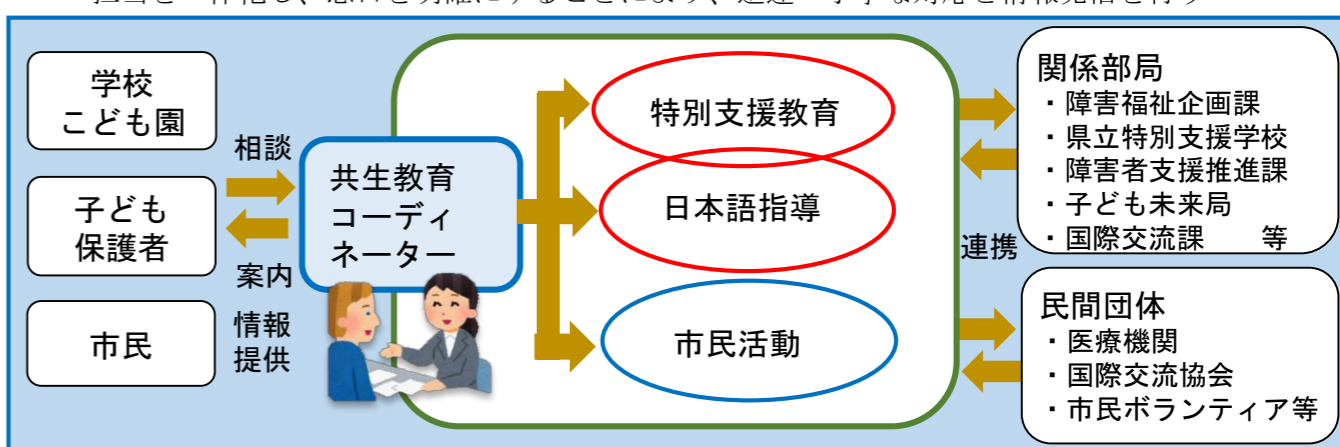 学校
こども園
子ども
保護者
市民
相談
案内
情報
提供
共生教育
コーディ
ネーター
特別支援教育
日本語指導
市民活動
連携
関係部局
・障害福祉企画課
・県立特別支援学校
・障害者支援推進課
・子ども未来局
・国際交流課　等
民間団体
・医療機関
・国際交流協会
・市民ボランティア等